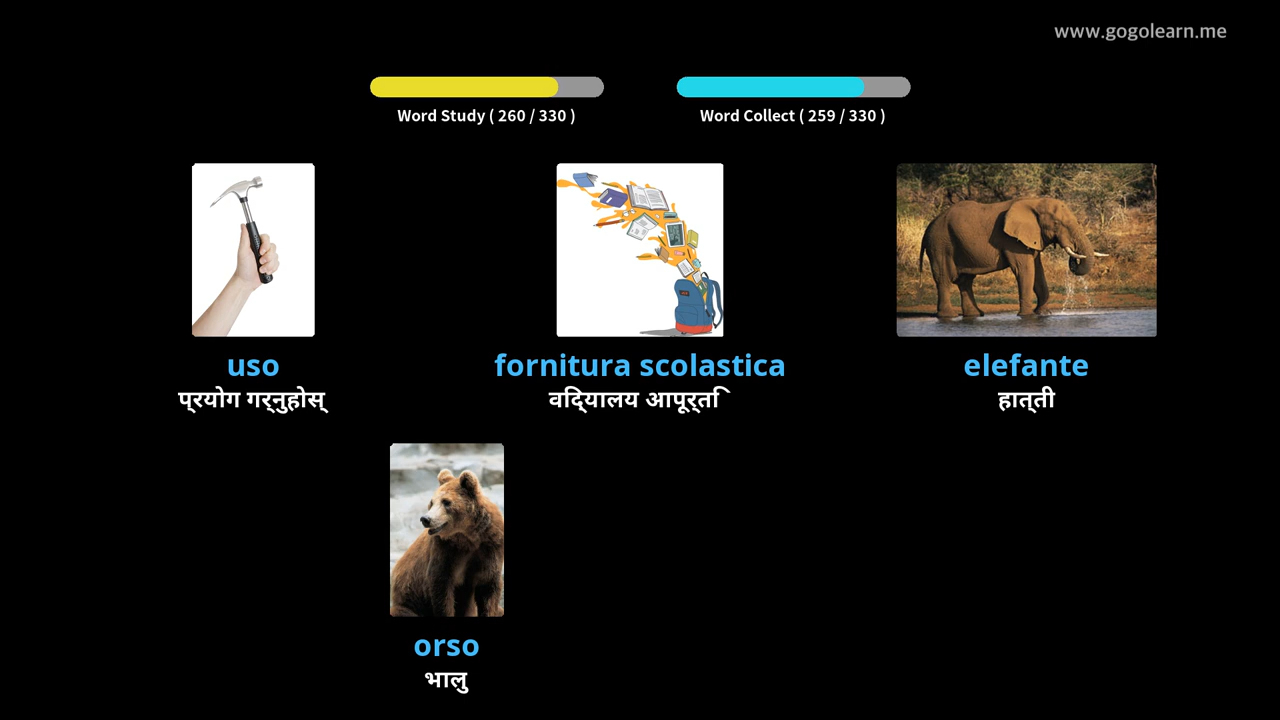 www.gogolearn.me
Word Study ( 260 / 330 )
Word Collect ( 259 / 330 )
uso
प्रयोग गर्नुहोस्
fornitura scolastica
विद्यालय आपूर्ति
elefante
हात्ती
orso
भालु